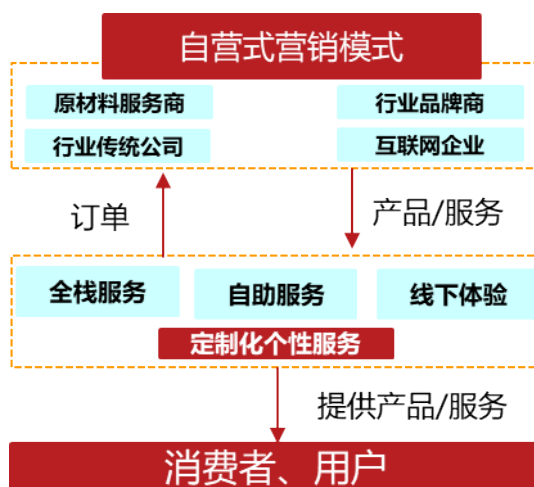 自营式营销模式
原材料服务商 行业品牌商
行业传统公司 互联网企业
订单 产品/服务
全栈服务 自助服务 线下体验
定制化个性服务
提供产品/服务
消费者、用户